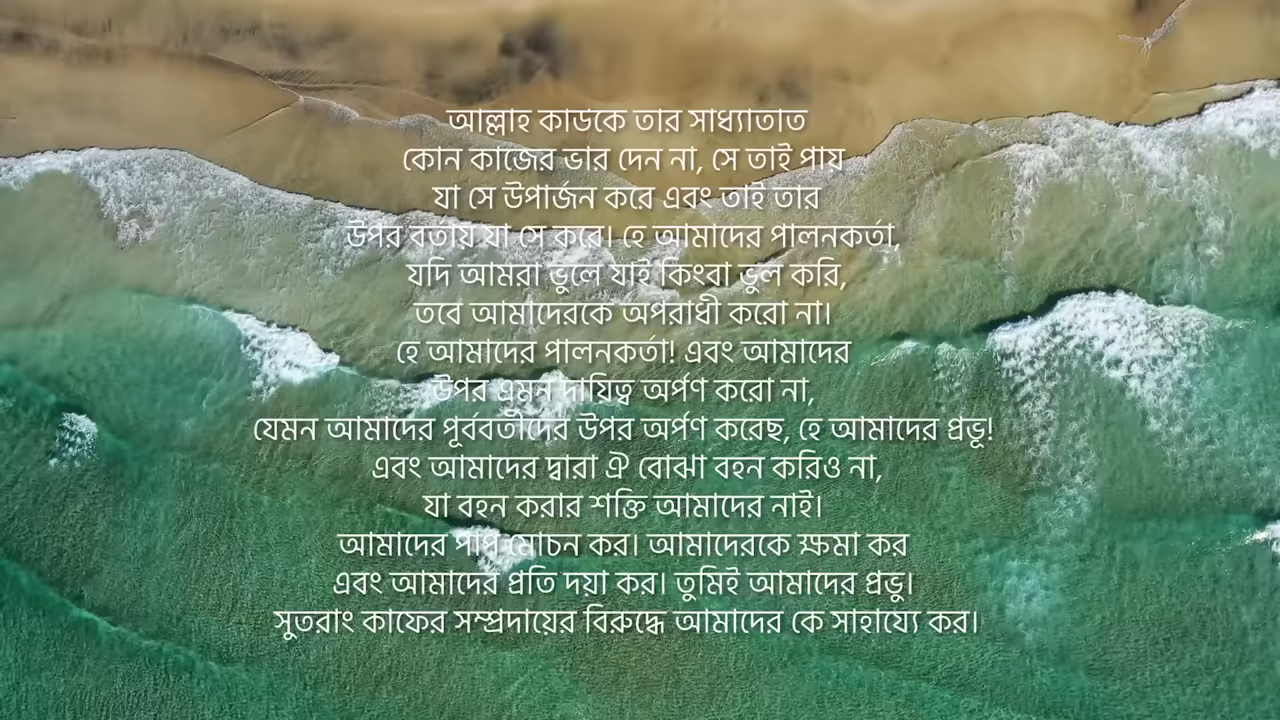 আল্লাহ কাউকে তার সাধ্যাতাত
কোন কাজের ভার দেন না, সে তাই পায়
যা সে উপার্জন করে এবং তাই তার
উপর বর্তায় যা সে করে। হে আমাদের পালনকর্তা,
যদি আমরা ভুলে যাই কিংবা ভুল করি,
তবে আমাদেরকে অপরাধী করো না।
হে আমাদের পালনকর্তা! এবং আমাদের
উপর এমন দায়িত্ব অর্পণ করো না,
যেমন আমাদের পূর্ববর্তীদের উপর অর্পণ করেছ, হে আমাদের প্রভূ!
এবং আমাদের দ্বারা ঐ বোঝা বহন করিও না,
যা বহন করার শক্তি আমাদের নাই।
আমাদের পাপ মোচন কর। আমাদেরকে ক্ষমা কর
এবং আমাদের প্রতি দয়া কর। তুমিই আমাদের প্রভু।
সুতরাং কাফের সম্প্রদায়ের বিরুদ্ধে আমাদের কে সাহায্যে কর।